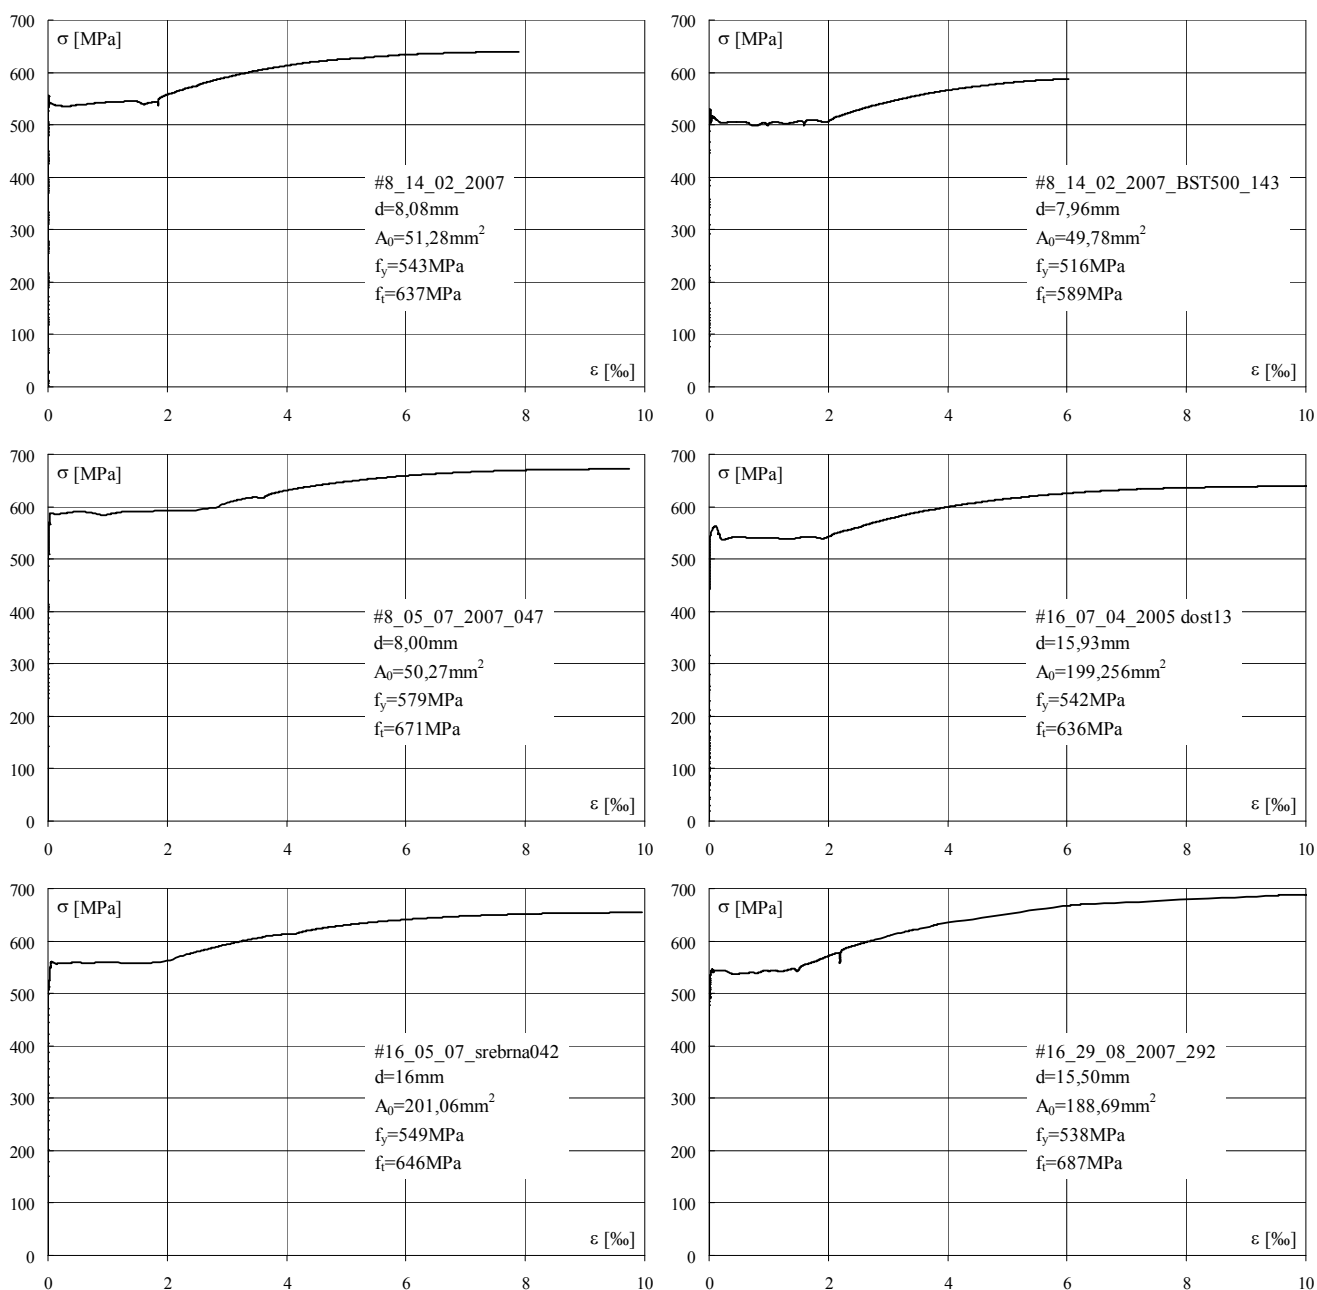 700
σ [MPa]
600
500
400
#8_14_02_2007
d=8,08mm
300
A₀=51,28mm²
f_y=543MPa
200
f_t=637MPa
100
ε [‰]
0
0 2 4 6 8 10
700
σ [MPa]
600
500
400
#8_14_02_2007_BST500_143
d=7,96mm
300
A₀=49,78mm²
f_y=516MPa
200
f_t=589MPa
100
ε [‰]
0
0 2 4 6 8 10
700
σ [MPa]
600
500
400
#8_05_07_2007_047
d=8,00mm
300
A₀=50,27mm²
f_y=579MPa
200
f_t=671MPa
100
ε [‰]
0
0 2 4 6 8 10
700
σ [MPa]
600
500
400
#16_07_04_2005 dost13
d=15,93mm
300
A₀=199,256mm²
f_y=542MPa
200
f_t=636MPa
100
ε [‰]
0
0 2 4 6 8 10
700
σ [MPa]
600
500
400
#16_05_07_srebrna042
d=16mm
300
A₀=201,06mm²
f_y=549MPa
200
f_t=646MPa
100
ε [‰]
0
0 2 4 6 8 10
700
σ [MPa]
600
500
400
#16_29_08_2007_292
d=15,50mm
300
A₀=188,69mm²
f_y=538MPa
200
f_t=687MPa
100
ε [‰]
0
0 2 4 6 8 10